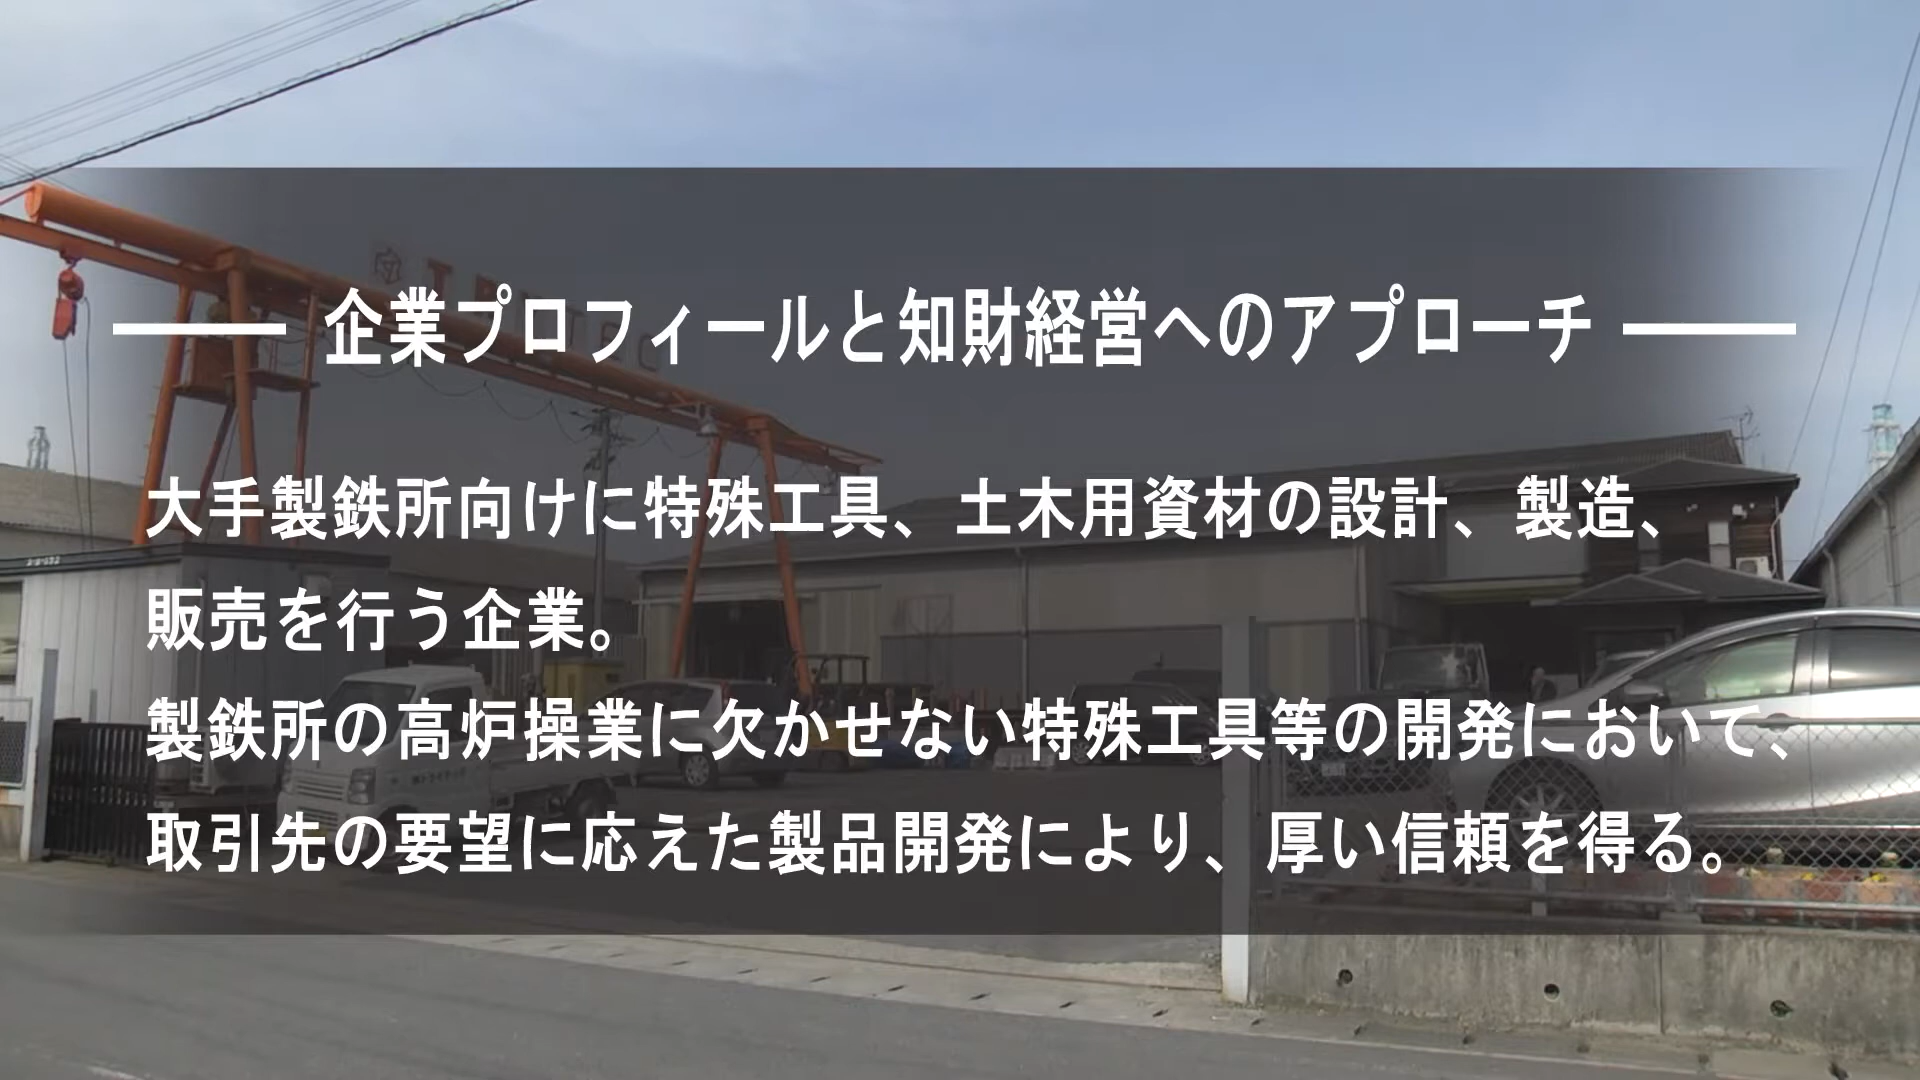 企業プロフィールと知財経営へのアプローチ
大手製鉄所向けに特殊工具、土木用資材の設計、製造、
販売を行う企業。
製鉄所の高炉操業に欠かせない特殊工具等の開発において、
取引先の要望に応えた製品開発により、厚い信頼を得る。